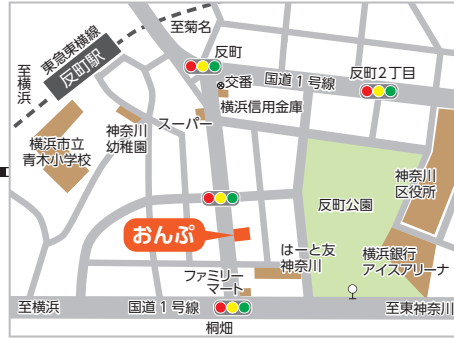 至菊名
東急東横線
反町駅
至横浜
反町
交番
国道1号線
反町2丁目
横浜信用金庫
スーパー
神奈川
幼稚園
横浜市立
青木小学校
神奈川
区役所
反町公園
おんぷ
はーと友
神奈川
横浜銀行
アイスアリーナ
ファミリー
マート
至横浜
国道1号線
至東神奈川
桐畑